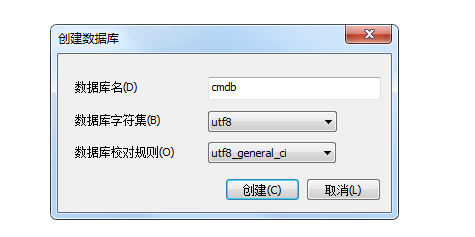 创建数据库
数据库名(D) cmdb
数据库字符集(B) utf8
数据库校对规则(O) utf8_general_ci
创建(C) 取消(L)